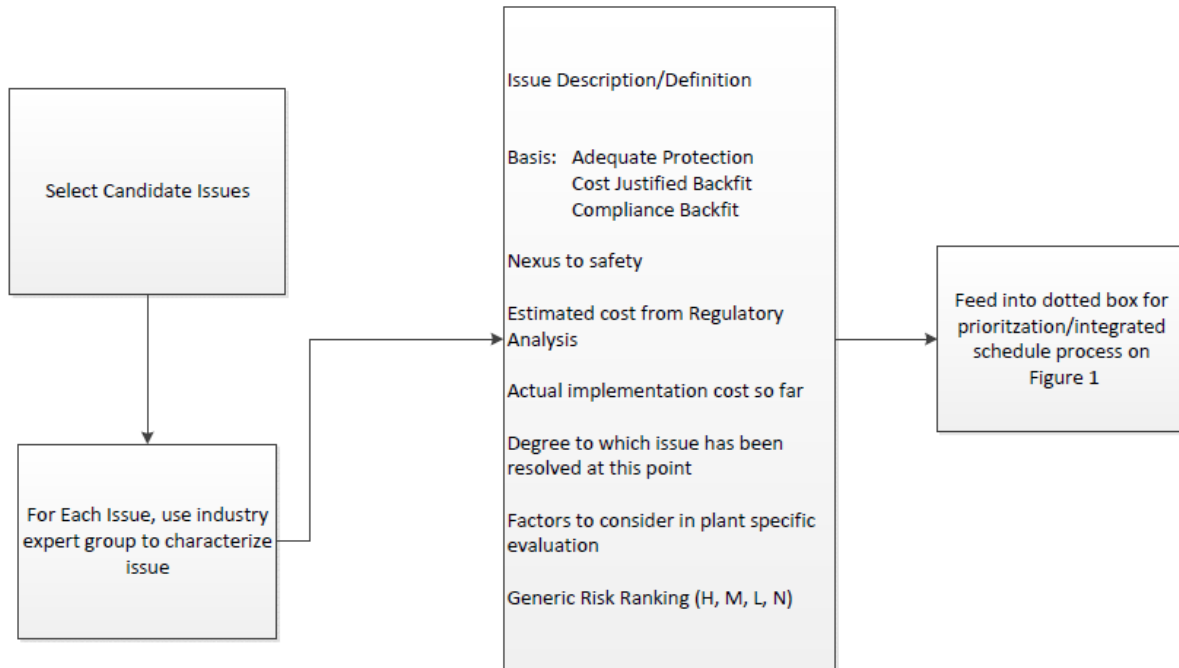 Select Candidate Issues
For Each Issue, use industry
expert group to characterize
issue
Issue Description/Definition
Basis: Adequate Protection
Cost Justified Backfit
Compliance Backfit
Nexus to safety
Estimated cost from Regulatory
Analysis
Actual implementation cost so far
Degree to which issue has been
resolved at this point
Factors to consider in plant specific
evaluation
Generic Risk Ranking (H, M, L, N)
Feed into dotted box for
prioritzation/integrated
schedule process on
Figure 1